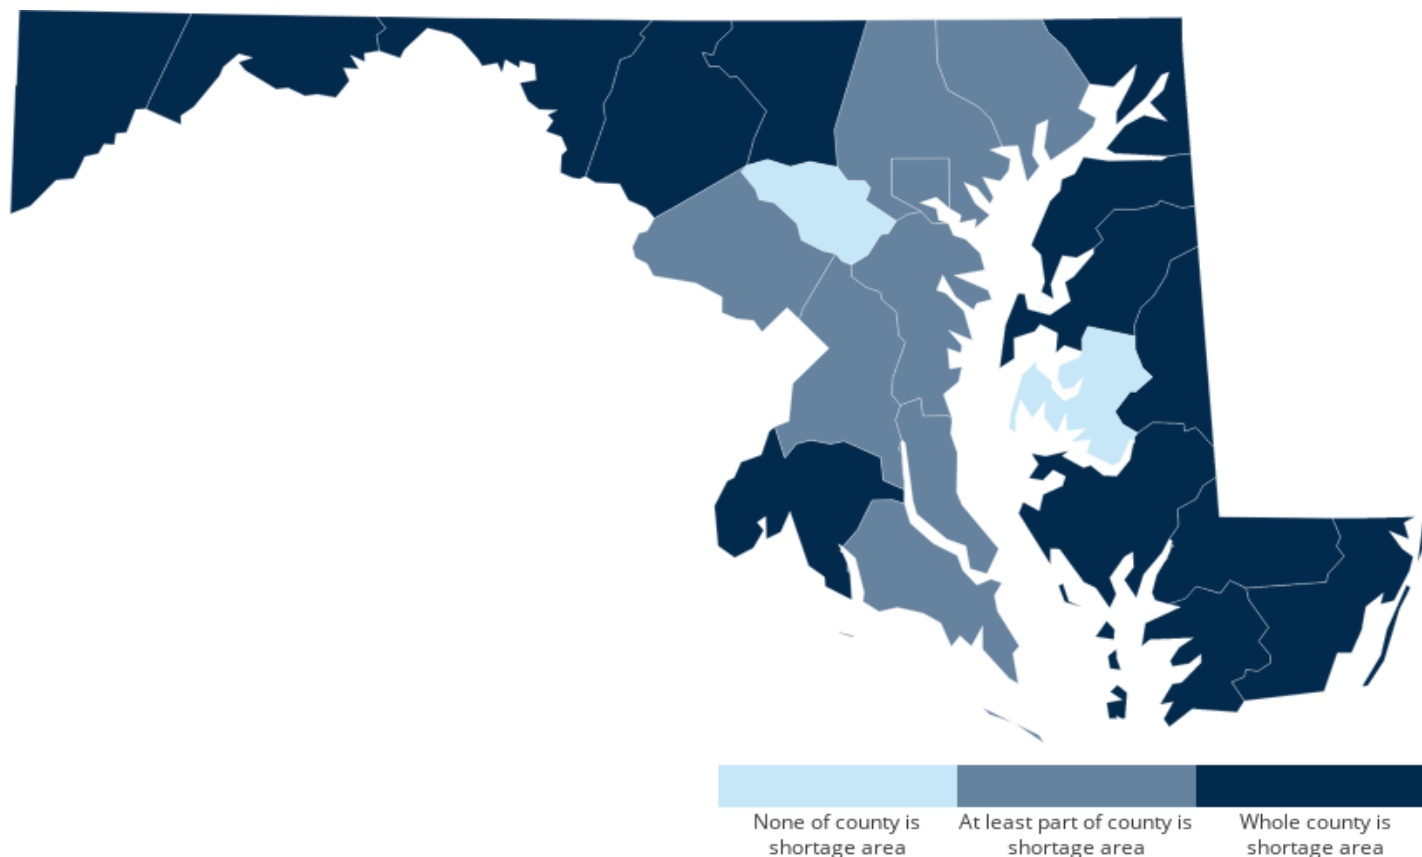 None of county is
shortage area
At least part of county is
shortage area
Whole county is
shortage area